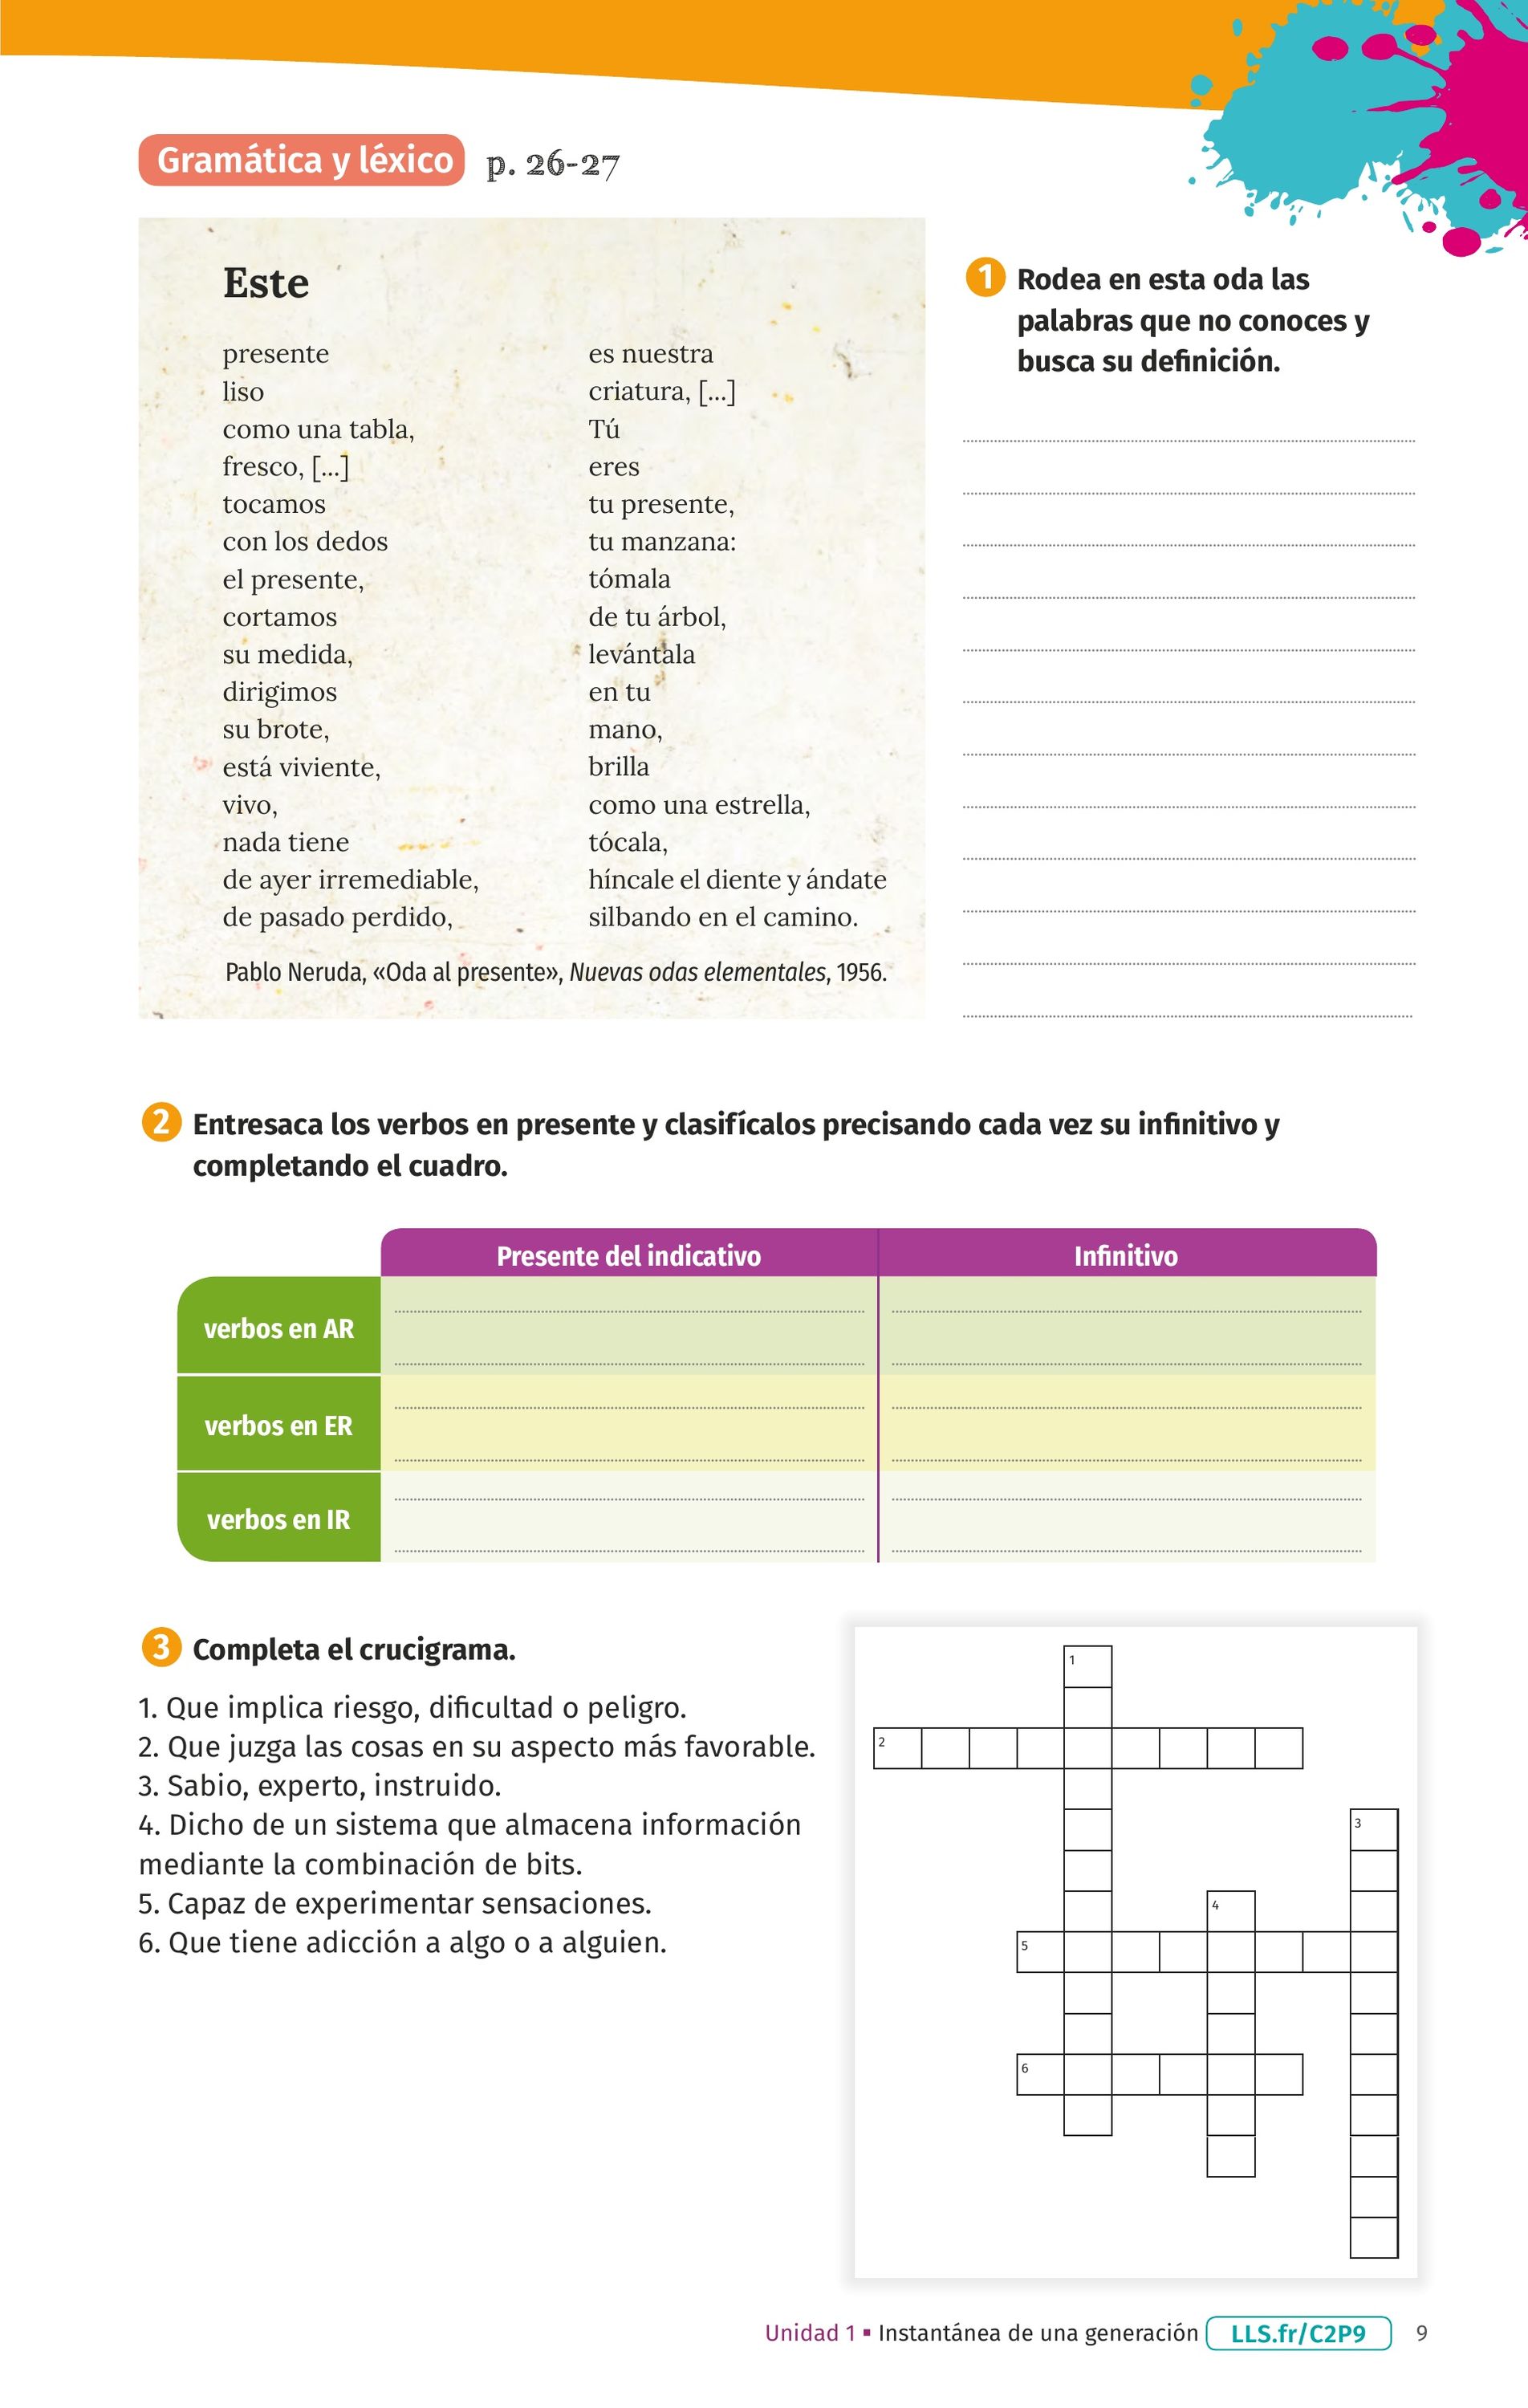 Gramática y léxico p. 26-27
Este
presente
liso
como una tabla,
fresco, [...]
tocamos
con los dedos
el presente,
cortamos
su medida,
dirigimos
su brote,
está viviente,
vivo,
nada tiene
de ayer irremediable,
de pasado perdido,
es nuestra
criatura, [...]
Tú
eres
tu presente,
tu manzana:
tómala
de tu árbol,
levántala
en tu
mano,
brilla
como una estrella,
tócala,
híncale el diente y ándate
silbando en el camino.
Pablo Neruda, «Oda al presente», Nuevas odas elementales, 1956.
1 Rodea en esta oda las
palabras que no conoces y
busca su definición.
2 Entresaca los verbos en presente y clasifícalos precisando cada vez su infinitivo y
completando el cuadro.
Presente del indicativo Infinitivo
verbos en AR
verbos en ER
verbos en IR
3 Completa el crucigrama.
1. Que implica riesgo, dificultad o peligro.
2. Que juzga las cosas en su aspecto más favorable.
3. Sabio, experto, instruido.
4. Dicho de un sistema que almacena información
mediante la combinación de bits.
5. Capaz de experimentar sensaciones.
6. Que tiene adicción a algo o a alguien.
1
2
3
4
5
6
Unidad 1 ▪ Instantánea de una generación LLS.fr/C2P9 9